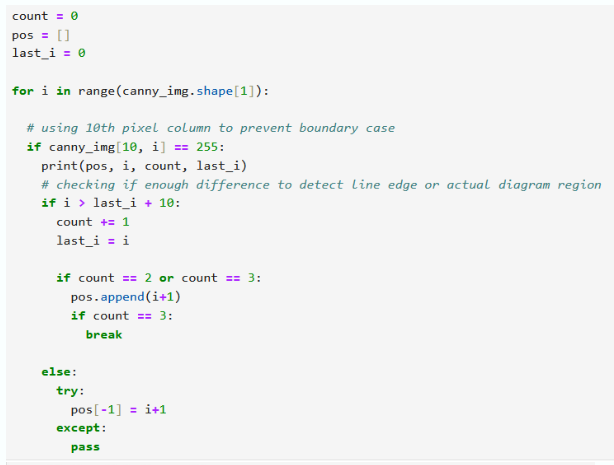 count = 0
pos = []
last_i = 0
for i in range(canny_img.shape[1]):
# using 10th pixel column to prevent boundary case
if canny_img[10, i] == 255:
print(pos, i, count, last_i)
# checking if enough difference to detect line edge or actual diagram region
if i > last_i + 10:
count += 1
last_i = i
if count == 2 or count == 3:
pos.append(i+1)
if count == 3:
break
else:
try:
pos[-1] = i+1
except:
pass